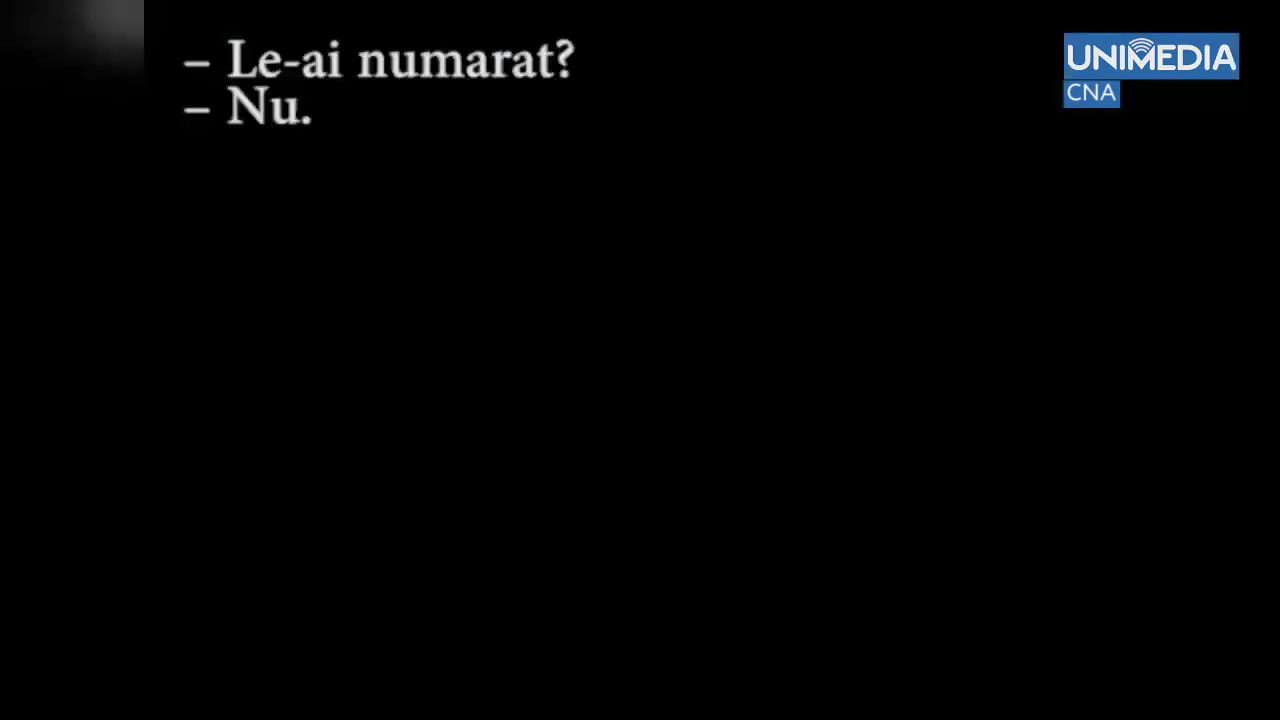 – Le-ai numarat?
– Nu.
UNIMEDIA
CNA